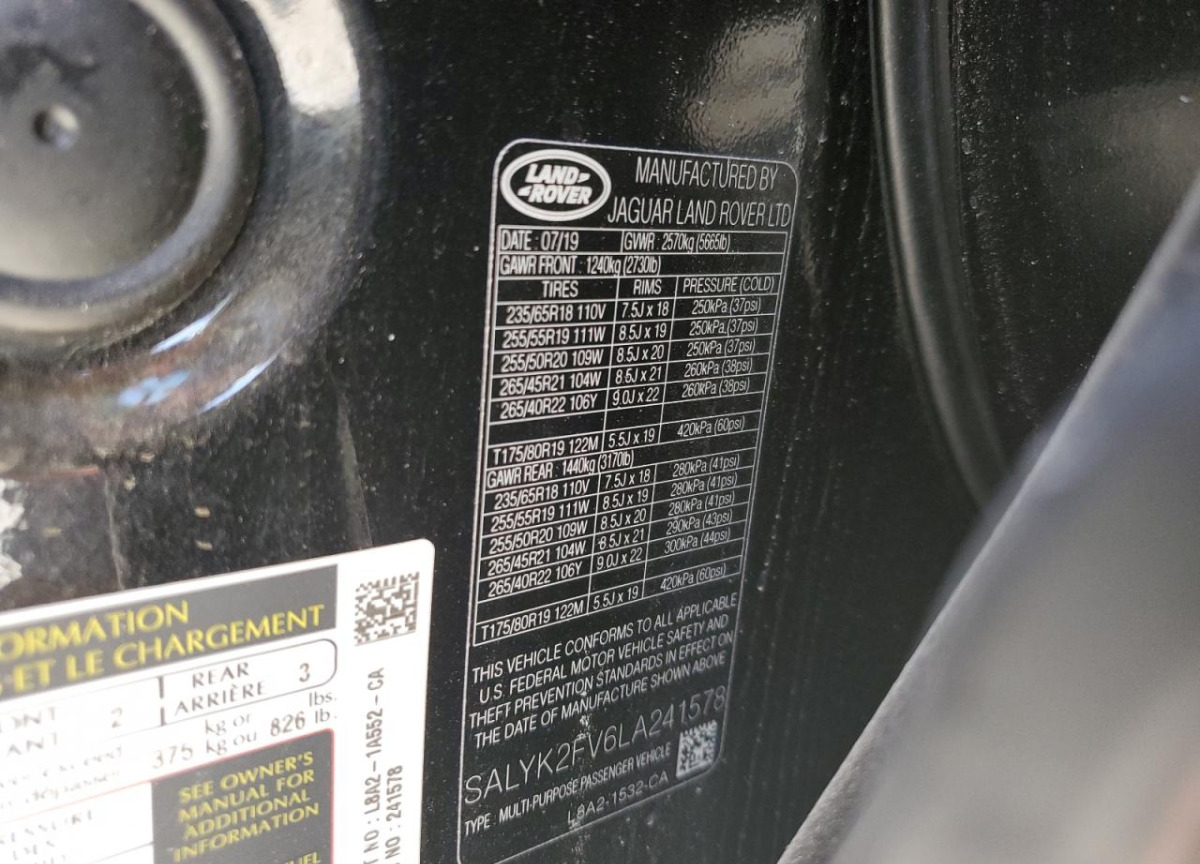 LAND
ROVER
MANUFACTURED BY
JAGUAR LAND ROVER LTD
DATE : 07/19 GVWR : 2570kg (5665lb)
GAWR FRONT : 1240kg (2730lb)
TIRES RIMS PRESSURE (COLD)
235/65R18 110V 7.5J x 18 250kPa (37psi)
255/55R19 111W 8.5J x 19 250kPa (37psi)
255/50R20 109W 8.5J x 20 250kPa (37psi)
265/45R21 104W 8.5J x 21 260kPa (38psi)
265/40R22 106Y 9.0J x 22 260kPa (38psi)
T175/80R19 122M 5.5J x 19 420kPa (60psi)
GAWR REAR : 1440kg (3170lb)
235/65R18 110V 7.5J x 18 280kPa (41psi)
255/55R19 111W 8.5J x 19 280kPa (41psi)
255/50R20 109W 8.5J x 20 280kPa (41psi)
265/45R21 104W 8.5J x 21 290kPa (43psi)
265/40R22 106Y 9.0J x 22 300kPa (44psi)
T175/80R19 122M 5.5J x 19 420kPa (60psi)
THIS VEHICLE CONFORMS TO ALL APPLICABLE
U.S. FEDERAL MOTOR VEHICLE SAFETY AND
THEFT PREVENTION STANDARDS IN EFFECT ON
THE DATE OF MANUFACTURE SHOWN ABOVE
SALYK2FV6LA241578
TYPE : MULTI-PURPOSE PASSENGER VEHICLE
L8A2-1532-CA
ORMATION
ET LE CHARGEMENT
2 REAR 3
ARRIÈRE
375 kg or 826 lbs.
kg ou lb.
SEE OWNER'S
MANUAL FOR
ADDITIONAL
INFORMATION
NO : L8A2-1A552-CA
NO : 241578